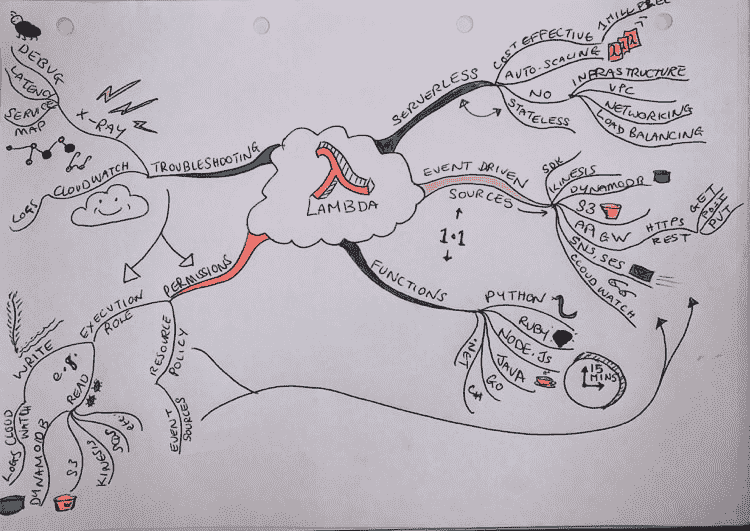 LAMBDA
SERVERLESS
COST EFFECTIVE
1 MILL FREE
AUTO-SCALING
λλλ
NO
INFRASTRUCTURE
VPC
NETWORKING
LOAD BALANCING
STATELESS
EVENT DRIVEN
SOURCES
1.1
SDK
KINESIS
DYNAMODB
S3
HTTPS
REST
GET
POST
PUT
SNS, SES
CLOUDWATCH
FUNCTIONS
PYTHON
RUBY
NODE.JS
JAVA
GO
C#
.NET
15
MINS
PERMISSIONS
EXECUTION
ROLE
WRITE
e.g.
READ
LOGS CLOUD
WATCH
DYNAMODB
S3
KINESIS
SQS
etc.
RESOURCE
POLICY
EVENT
SOURCES
TROUBLESHOOTING
X-RAY
DEBUG
LATENCY
SERVICE
MAP
CLOUDWATCH
LOGS